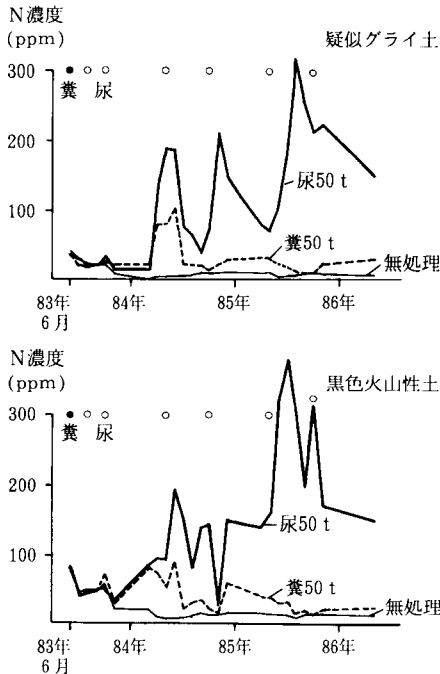 N濃度
(ppm)
疑似グライ土
300
糞 尿
200
尿50 t
100
糞50 t
無処理
83年 84年 85年 86年
6月
N濃度
(ppm)
黒色火山性土
300
糞 尿
200
尿50 t
100
糞50 t
無処理
83年 84年 85年 86年
6月